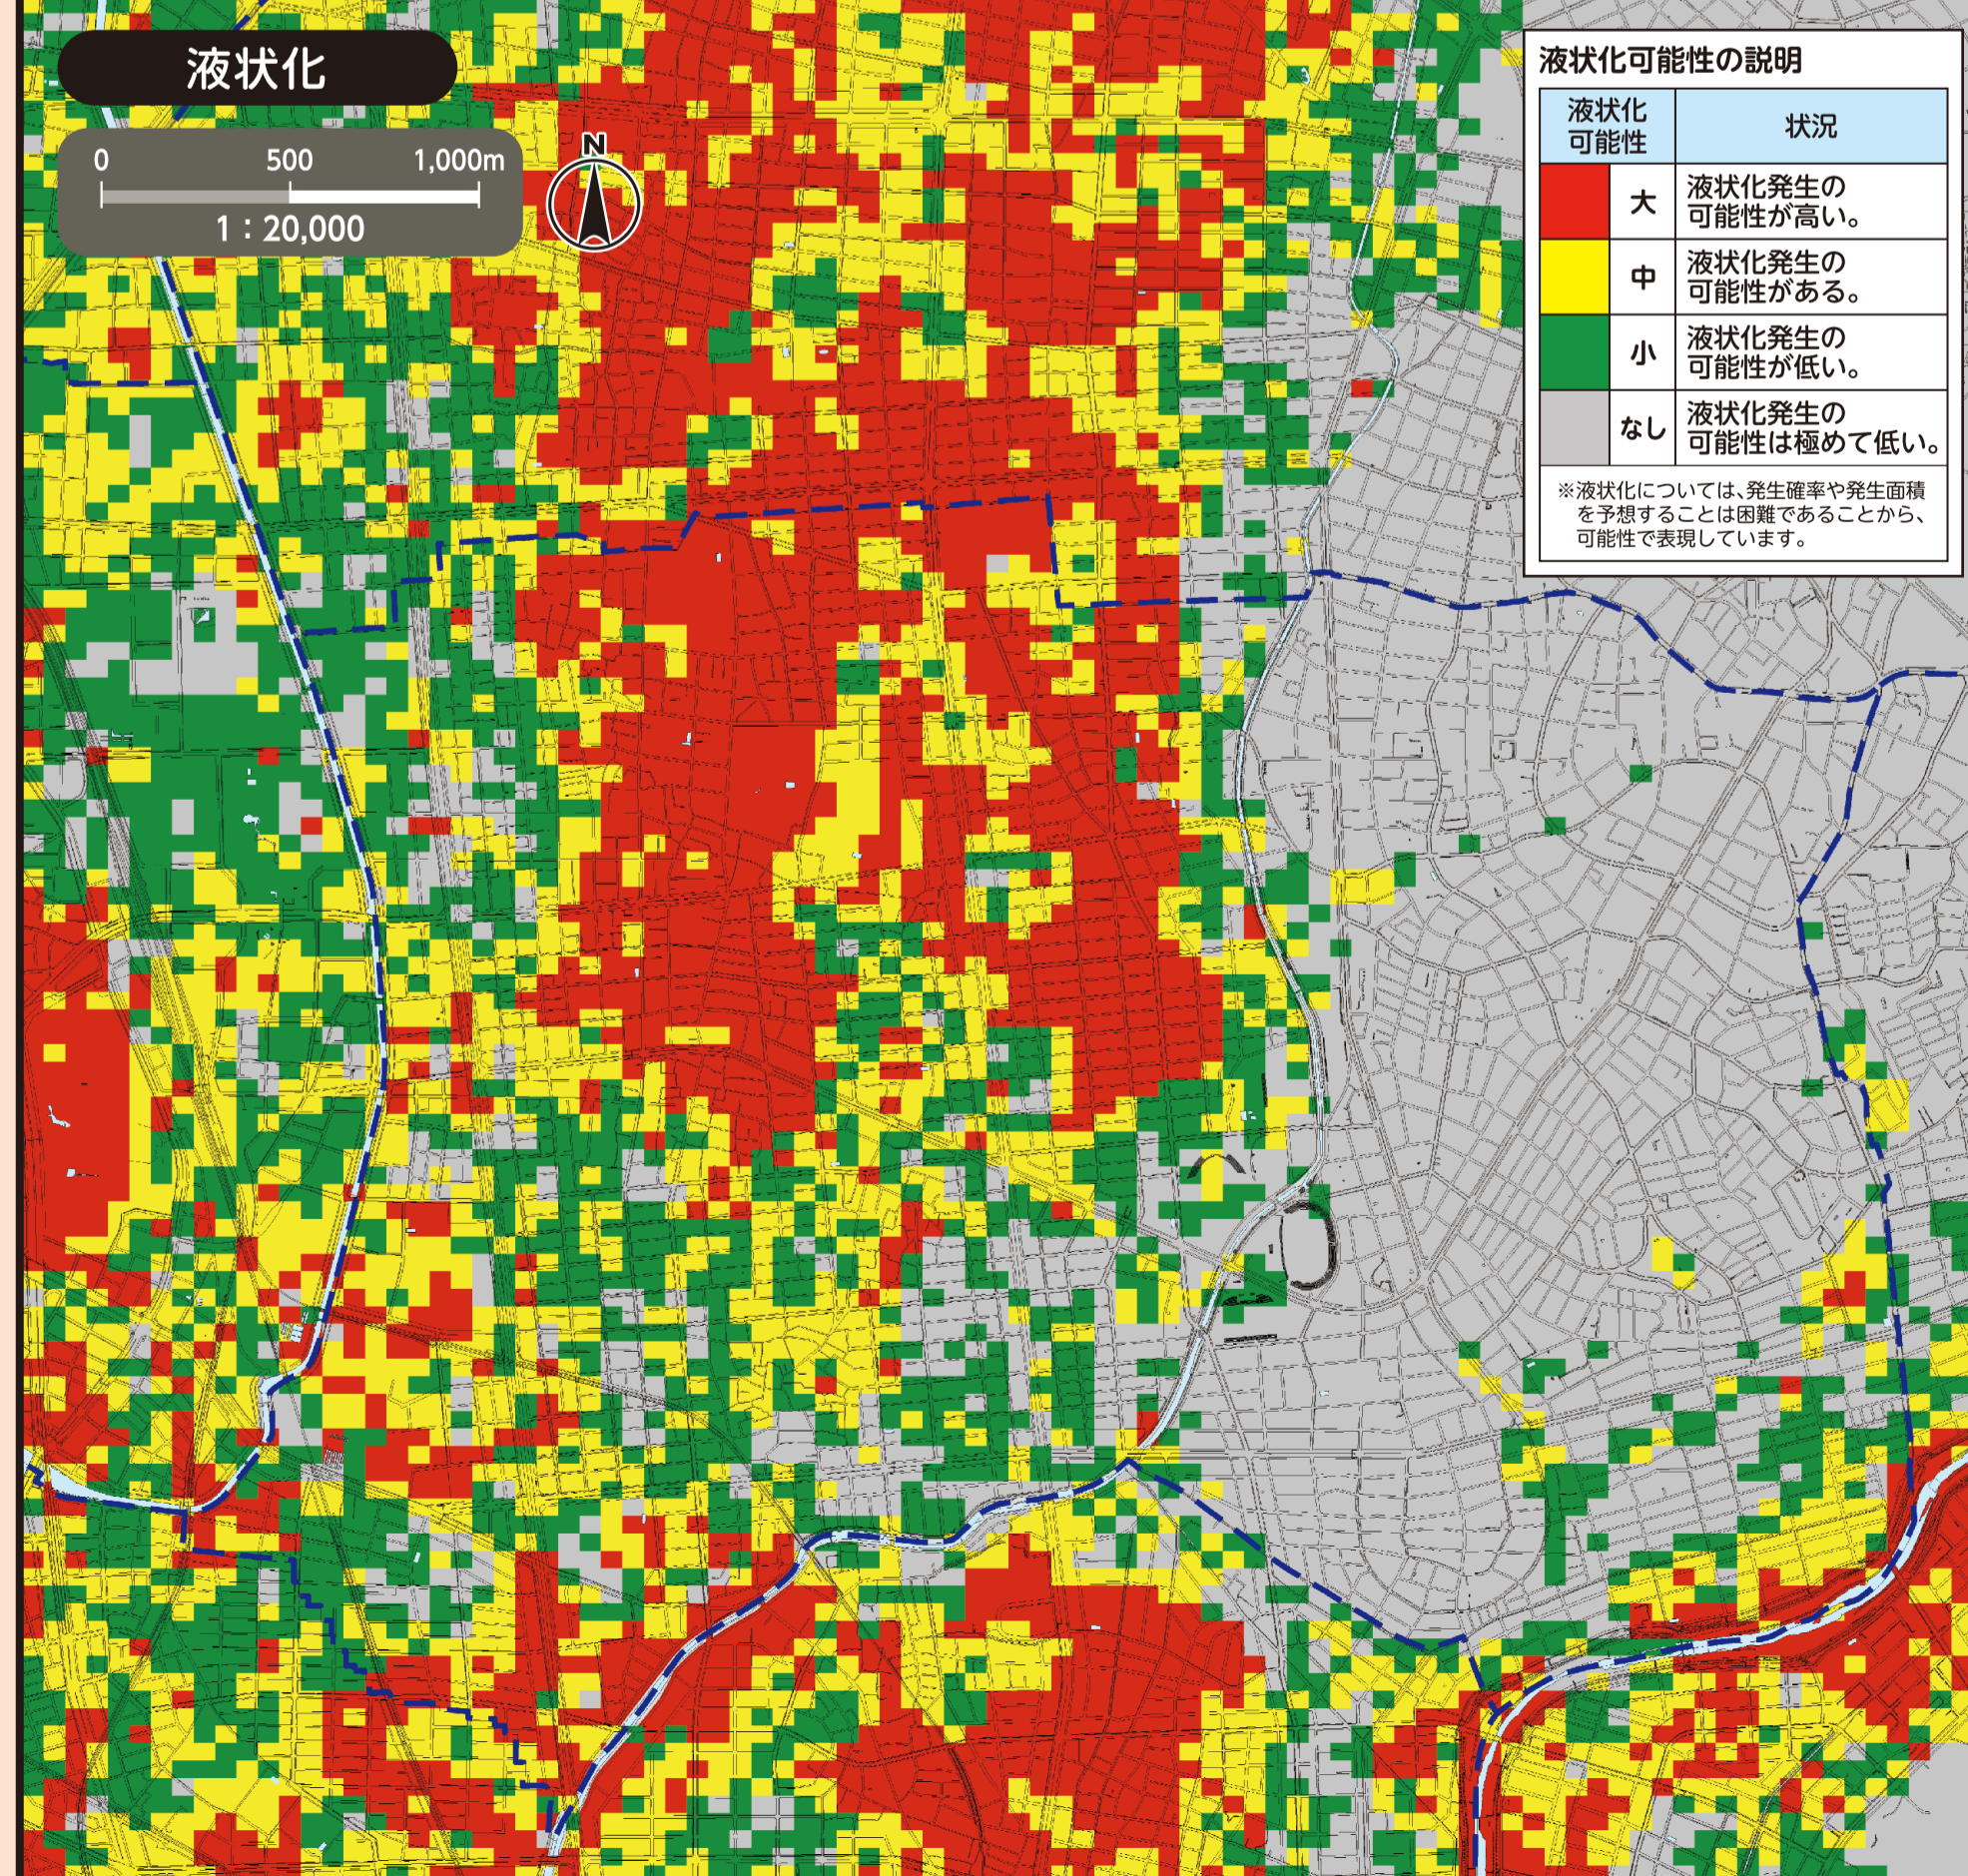 液状化
0 500 1,000m
1：20,000
N
液状化可能性の説明
液状化
可能性
状況
大
液状化発生の
可能性が高い。
中
液状化発生の
可能性がある。
小
液状化発生の
可能性が低い。
なし
液状化発生の
可能性は極めて低い。
※液状化については、発生確率や発生面積
を予想することは困難であることから、
可能性で表現しています。